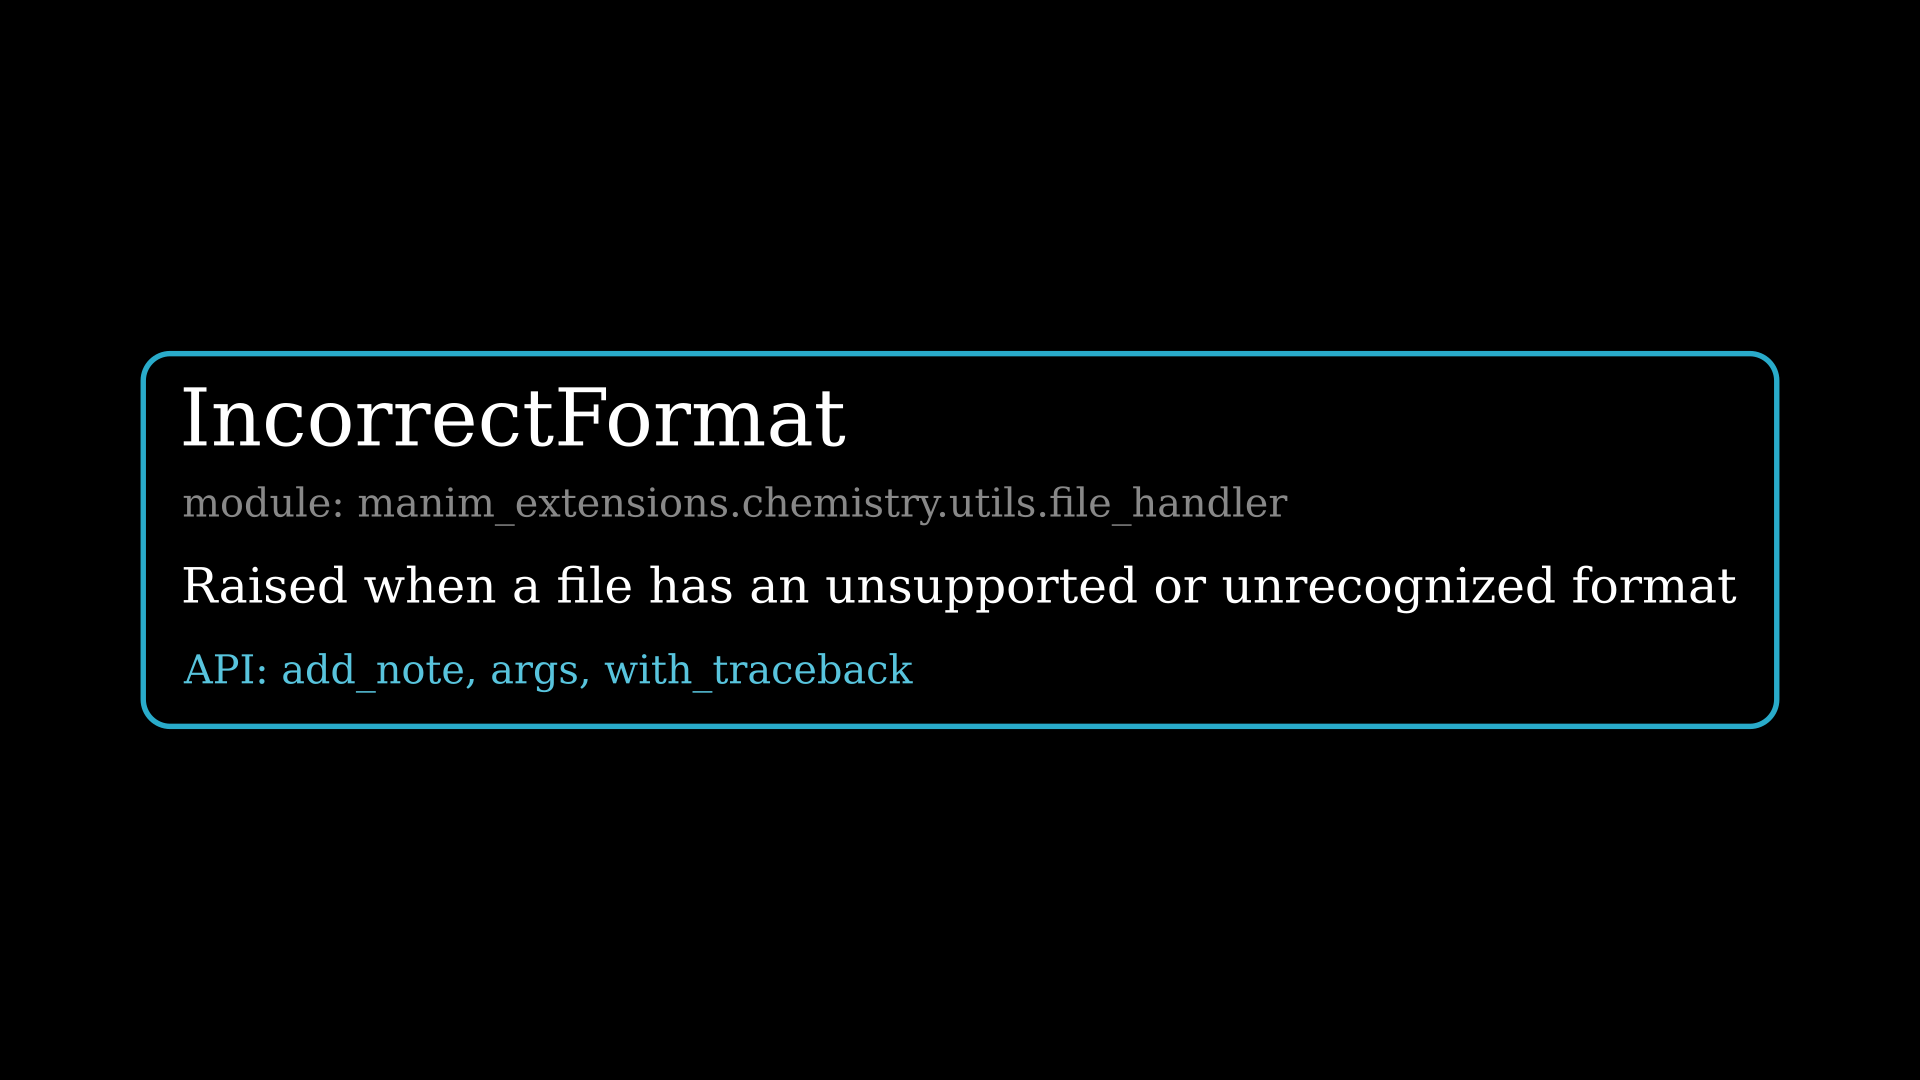 IncorrectFormat
module: manim_extensions.chemistry.utils.file_handler
Raised when a file has an unsupported or unrecognized format
API: add_note, args, with_traceback